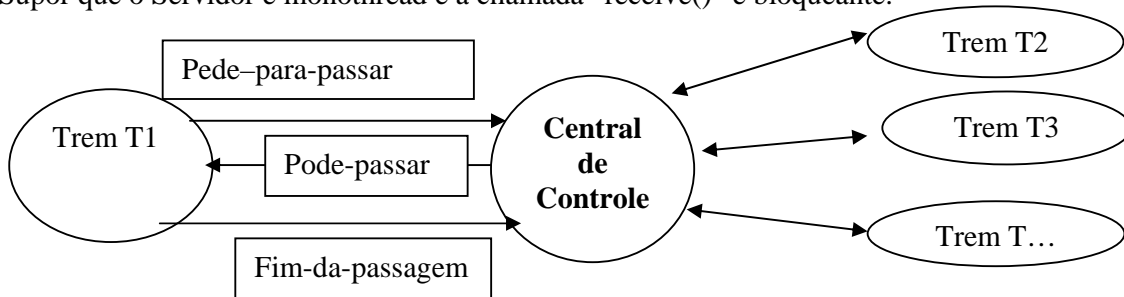 Supor que o Servidor é monothread e a chamada "receive()" é bloqueante.
Pede–para-passar
Trem T1
Pode-passar
Fim-da-passagem
Central
de
Controle
Trem T2
Trem T3
Trem T…